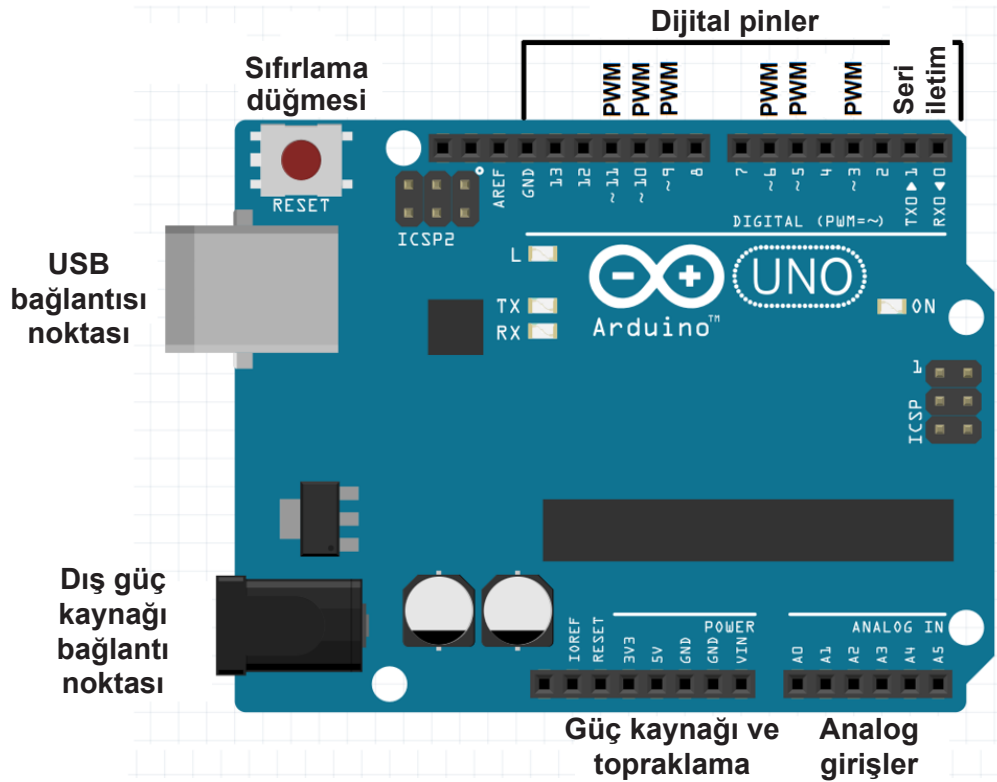 Dijital pinler
PWM
PWM
PWM
PWM
PWM
PWM
Seri
iletim
Sıfırlama
düğmesi
RESET
ICSP2
AREF
GND
13
12
~11
~10
~9
8
7
~6
~5
4
~3
2
TX0▶1
RX0◀0
DIGITAL (PWM=~)
USB
bağlantısı
noktası
L
TX
RX
UNO
Arduino™
ON
1
ICSP
Dış güç
kaynağı
bağlantı
noktası
IOREF
RESET
3V3
5V
GND
GND
VIN
POWER
ANALOG IN
A0
A1
A2
A3
A4
A5
Güç kaynağı ve
topraklama
Analog
girişler